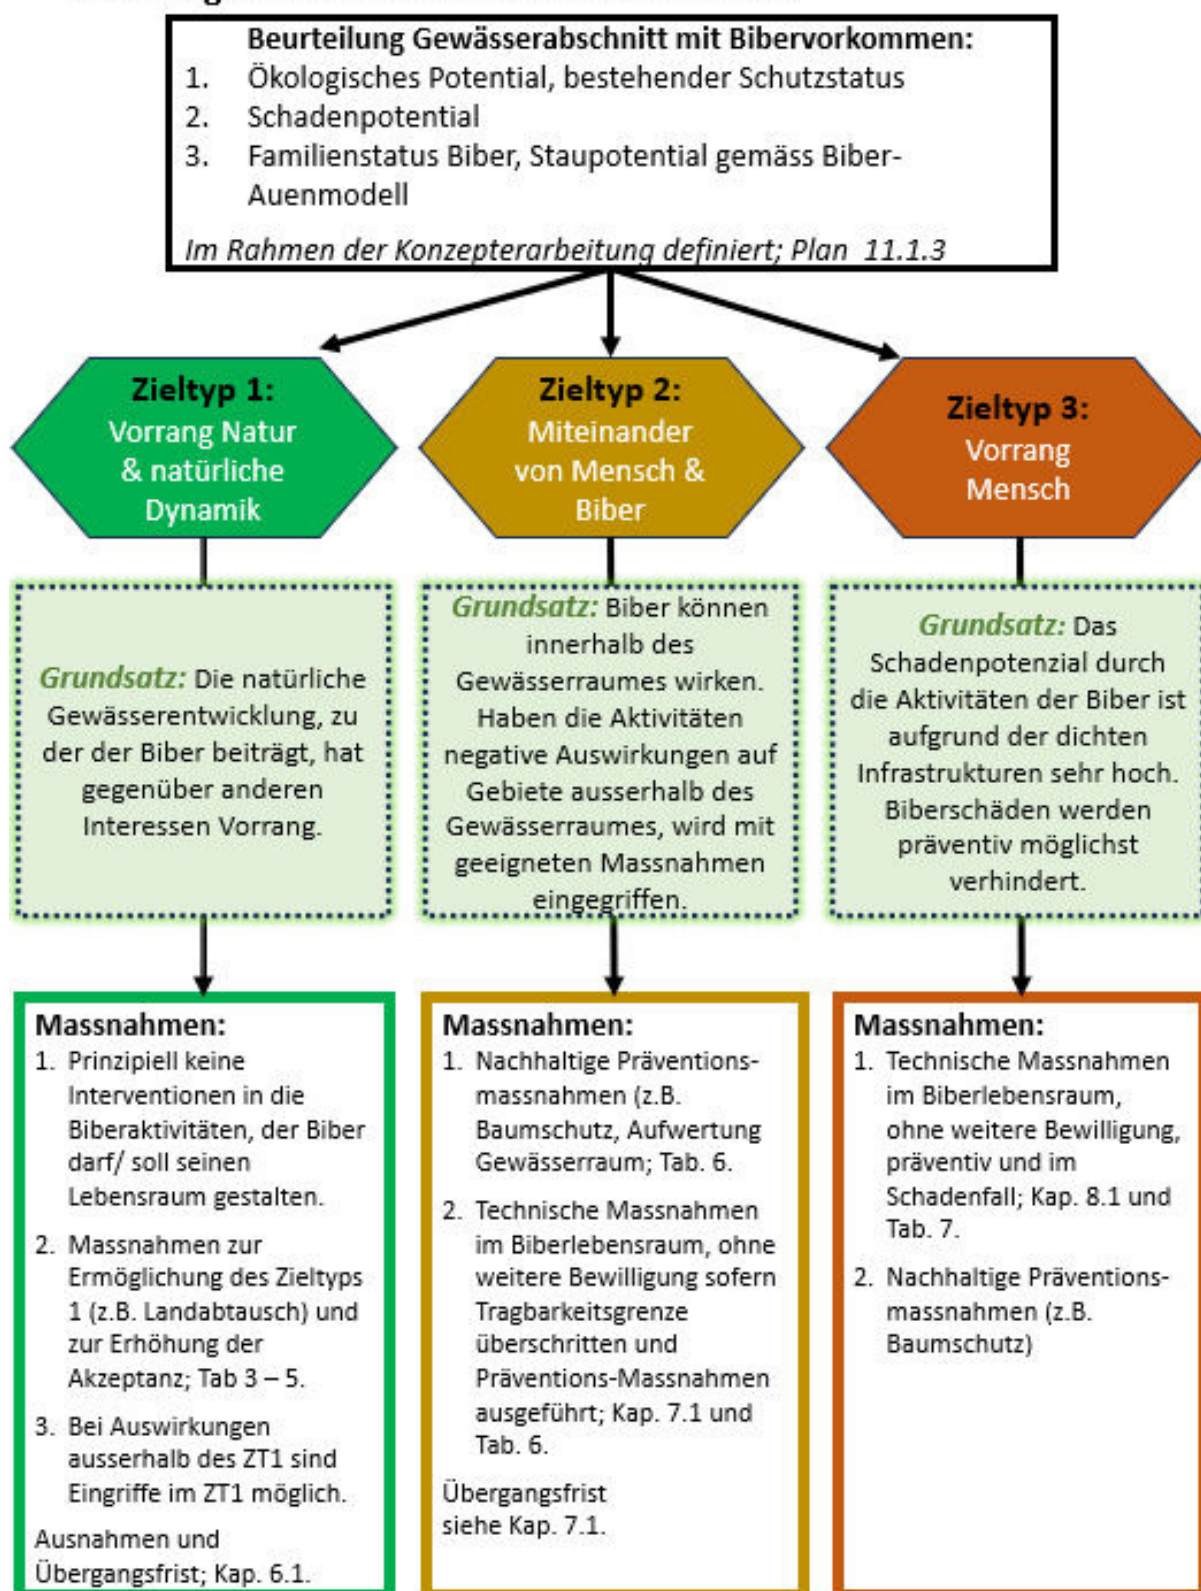 Beurteilung Gewässerabschnitt mit Bibervorkommen:
1. Ökologisches Potential, bestehender Schutzstatus
2. Schadenpotential
3. Familienstatus Biber, Staupotential gemäss Biber-
Auenmodell
Im Rahmen der Konzepterarbeitung definiert; Plan 11.1.3
Zieltyp 1:
Vorrang Natur
& natürliche
Dynamik
Zieltyp 2:
Miteinander
von Mensch &
Biber
Zieltyp 3:
Vorrang
Mensch
Grundsatz: Die natürliche
Gewässerentwicklung, zu
der der Biber beiträgt, hat
gegenüber anderen
Interessen Vorrang.
Grundsatz: Biber können
innerhalb des
Gewässerraumes wirken.
Haben die Aktivitäten
negative Auswirkungen auf
Gebiete ausserhalb des
Gewässerraumes, wird mit
geeigneten Massnahmen
eingegriffen.
Grundsatz: Das
Schadenpotenzial durch
die Aktivitäten der Biber ist
aufgrund der dichten
Infrastrukturen sehr hoch.
Biberschäden werden
präventiv möglichst
verhindert.
Massnahmen:
1. Prinzipiell keine
Interventionen in die
Biberaktivitäten, der Biber
darf/ soll seinen
Lebensraum gestalten.
2. Massnahmen zur
Ermöglichung des Zieltyps
1 (z.B. Landabtausch) und
zur Erhöhung der
Akzeptanz; Tab 3 – 5.
3. Bei Auswirkungen
ausserhalb des ZT1 sind
Eingriffe im ZT1 möglich.
Ausnahmen und
Übergangsfrist; Kap. 6.1.
Massnahmen:
1. Nachhaltige Präventions-
massnahmen (z.B.
Baumschutz, Aufwertung
Gewässerraum; Tab. 6.
2. Technische Massnahmen
im Biberlebensraum, ohne
weitere Bewilligung sofern
Tragbarkeitsgrenze
überschritten und
Präventions-Massnahmen
ausgeführt; Kap. 7.1 und
Tab. 6.
Übergangsfrist
siehe Kap. 7.1.
Massnahmen:
1. Technische Massnahmen
im Biberlebensraum,
ohne weitere Bewilligung,
präventiv und im
Schadenfall; Kap. 8.1 und
Tab. 7.
2. Nachhaltige Präventions-
massnahmen (z.B.
Baumschutz)